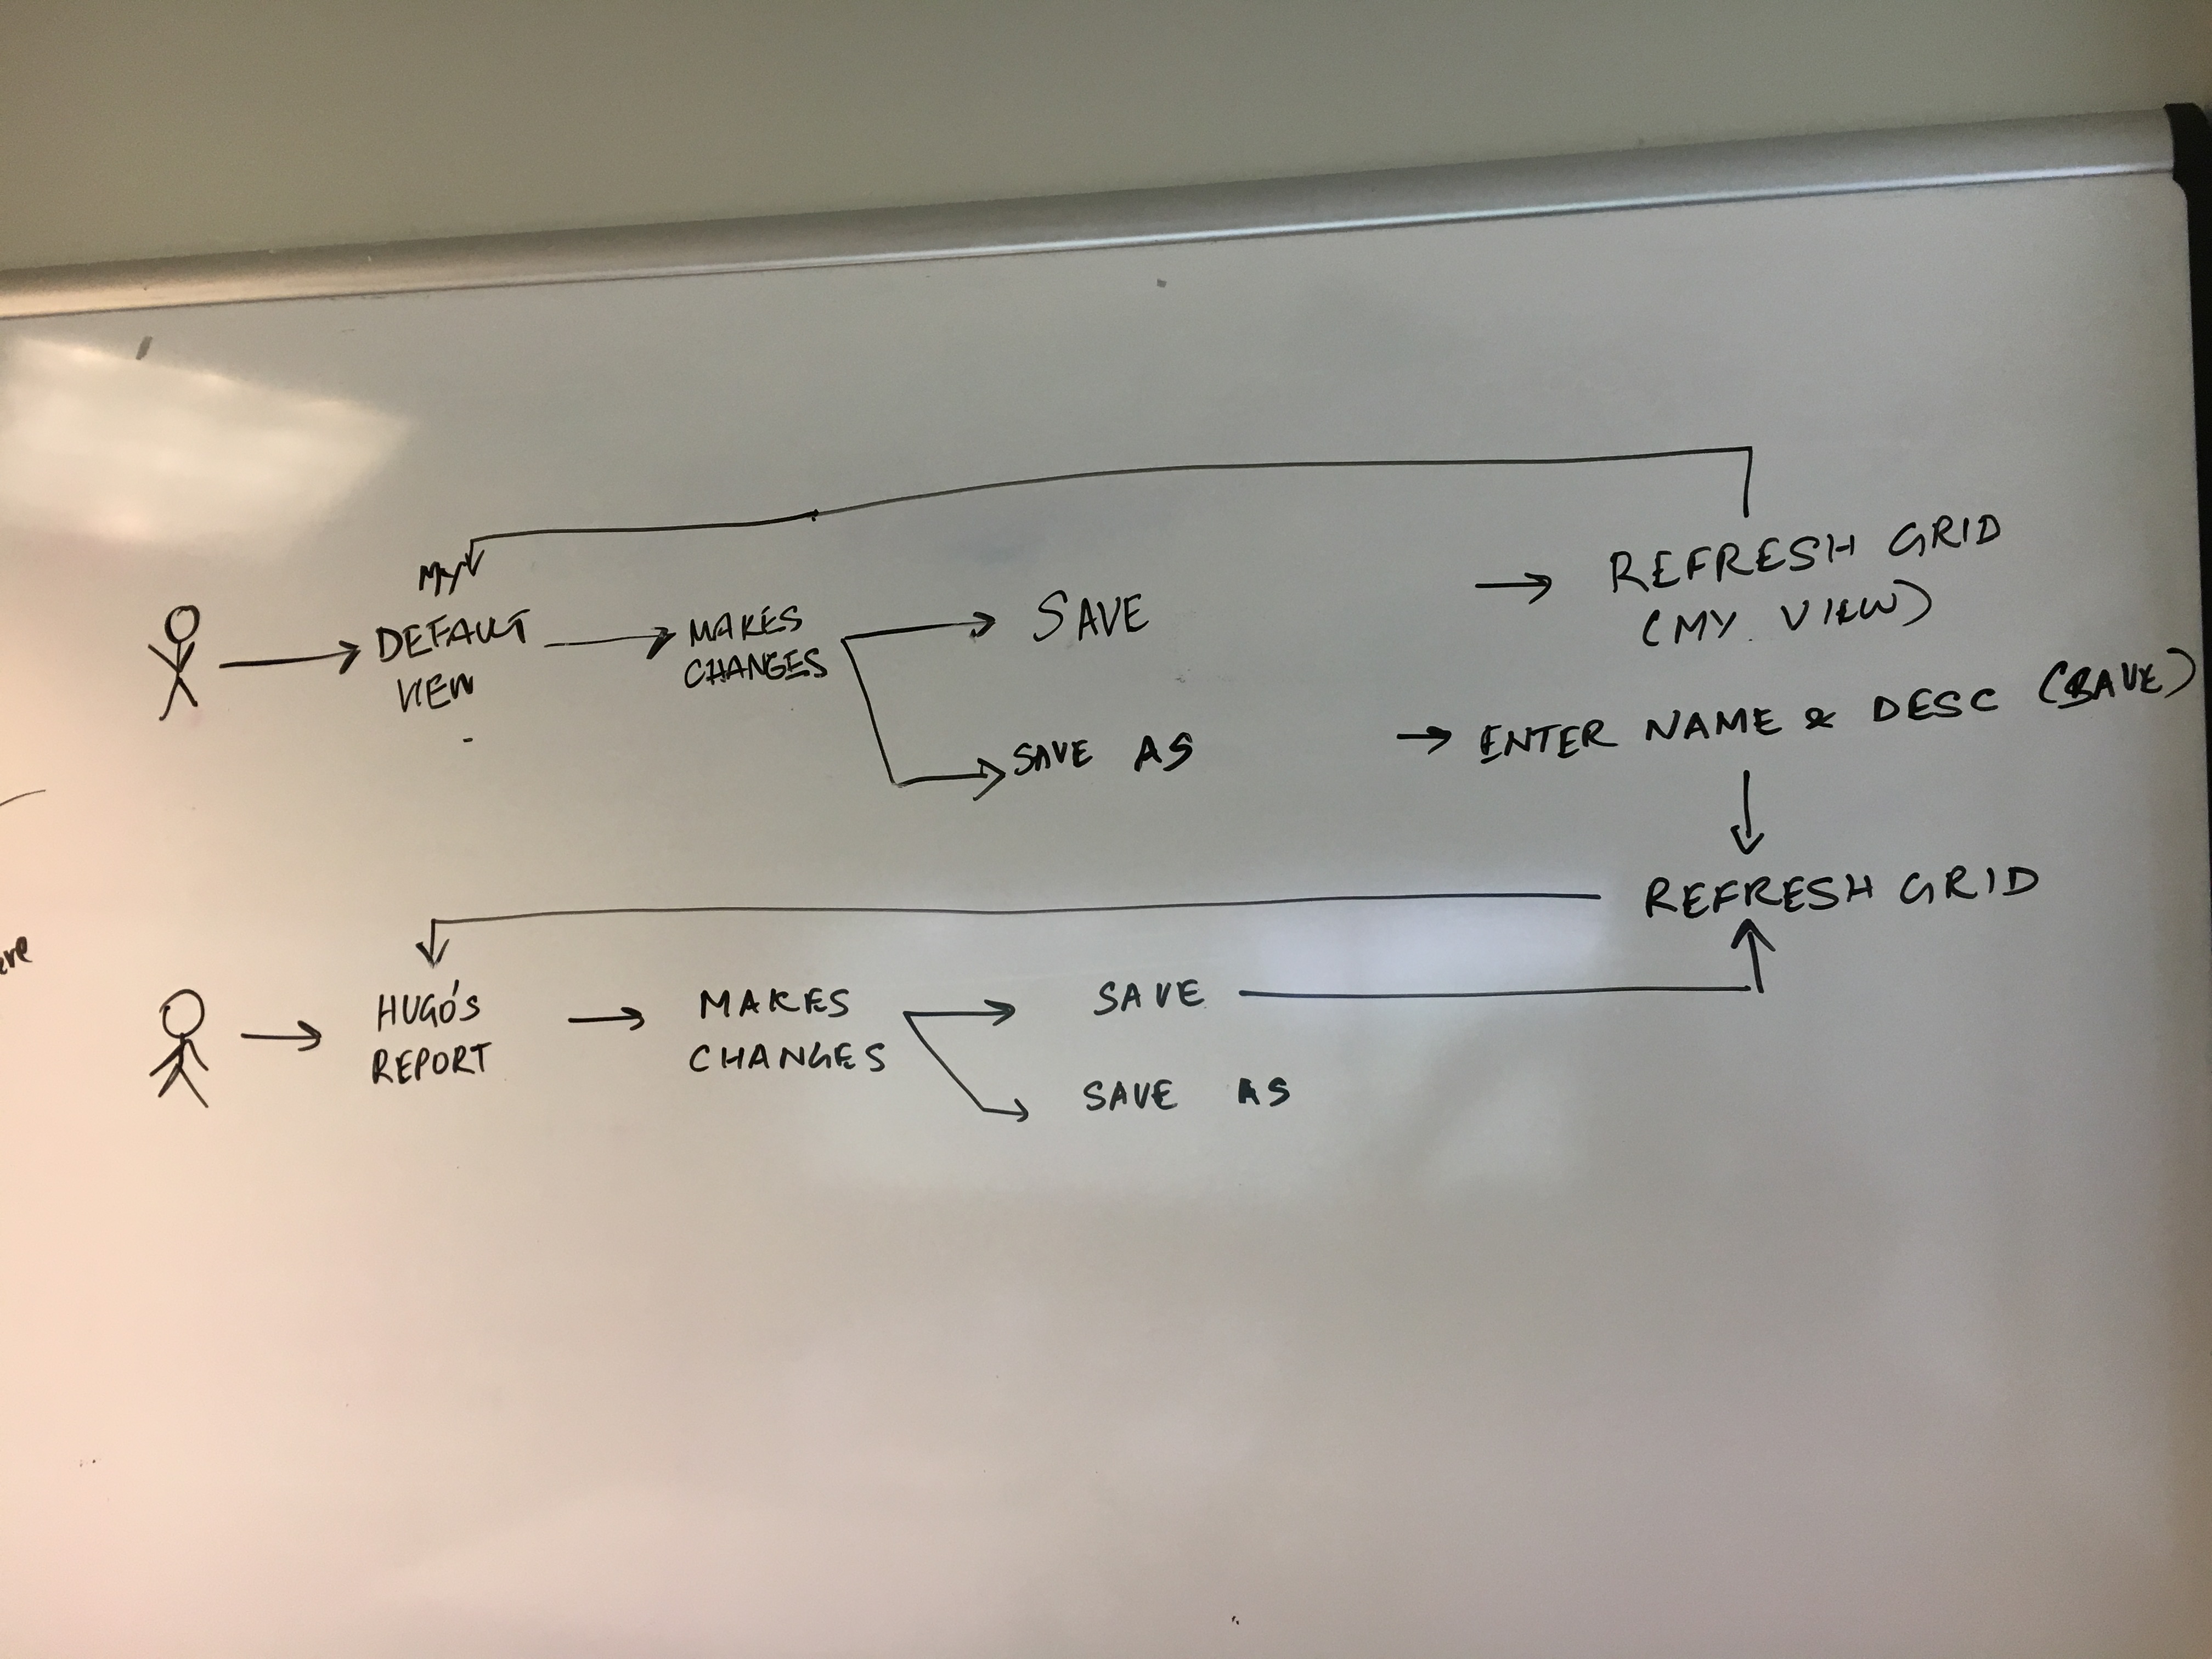 My
DEFAULT
VIEW
MAKES
CHANGES
SAVE
REFRESH GRID
(MY VIEW)
SAVE AS
ENTER NAME & DESC (SAVE)
REFRESH GRID
HUGO'S
REPORT
MAKES
CHANGES
SAVE
SAVE AS